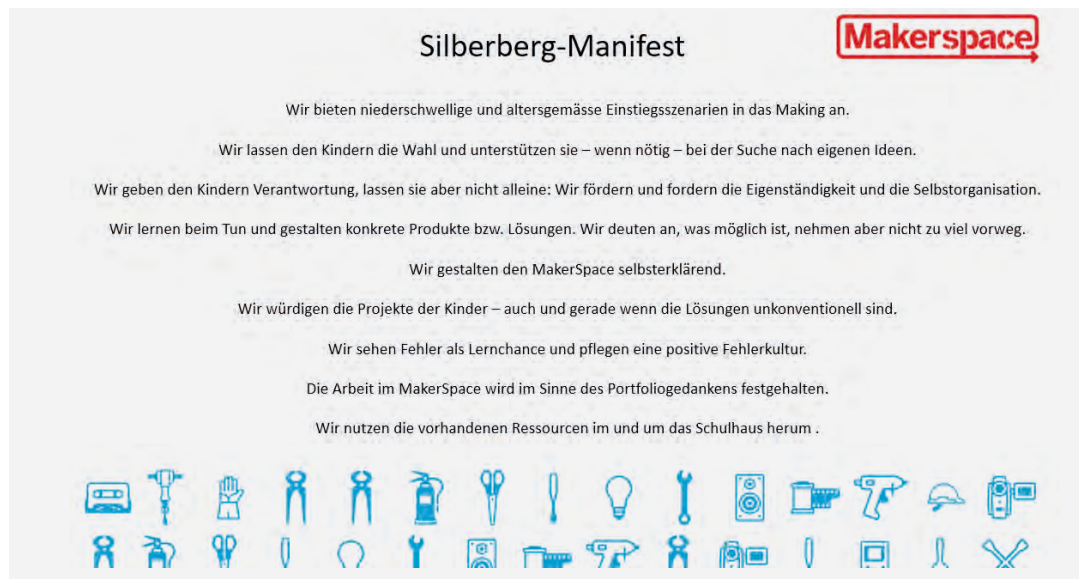 Silberberg-Manifest
Makerspace
Wir bieten niederschwellige und altersgemässe Einstiegsszenarien in das Making an.
Wir lassen den Kindern die Wahl und unterstützen sie – wenn nötig – bei der Suche nach eigenen Ideen.
Wir geben den Kindern Verantwortung, lassen sie aber nicht alleine: Wir fördern und fordern die Eigenständigkeit und die Selbstorganisation.
Wir lernen beim Tun und gestalten konkrete Produkte bzw. Lösungen. Wir deuten an, was möglich ist, nehmen aber nicht zu viel vorweg.
Wir gestalten den MakerSpace selbsterklärend.
Wir würdigen die Projekte der Kinder – auch und gerade wenn die Lösungen unkonventionell sind.
Wir sehen Fehler als Lernchance und pflegen eine positive Fehlerkultur.
Die Arbeit im MakerSpace wird im Sinne des Portfoliogedankens festgehalten.
Wir nutzen die vorhandenen Ressourcen im und um das Schulhaus herum .